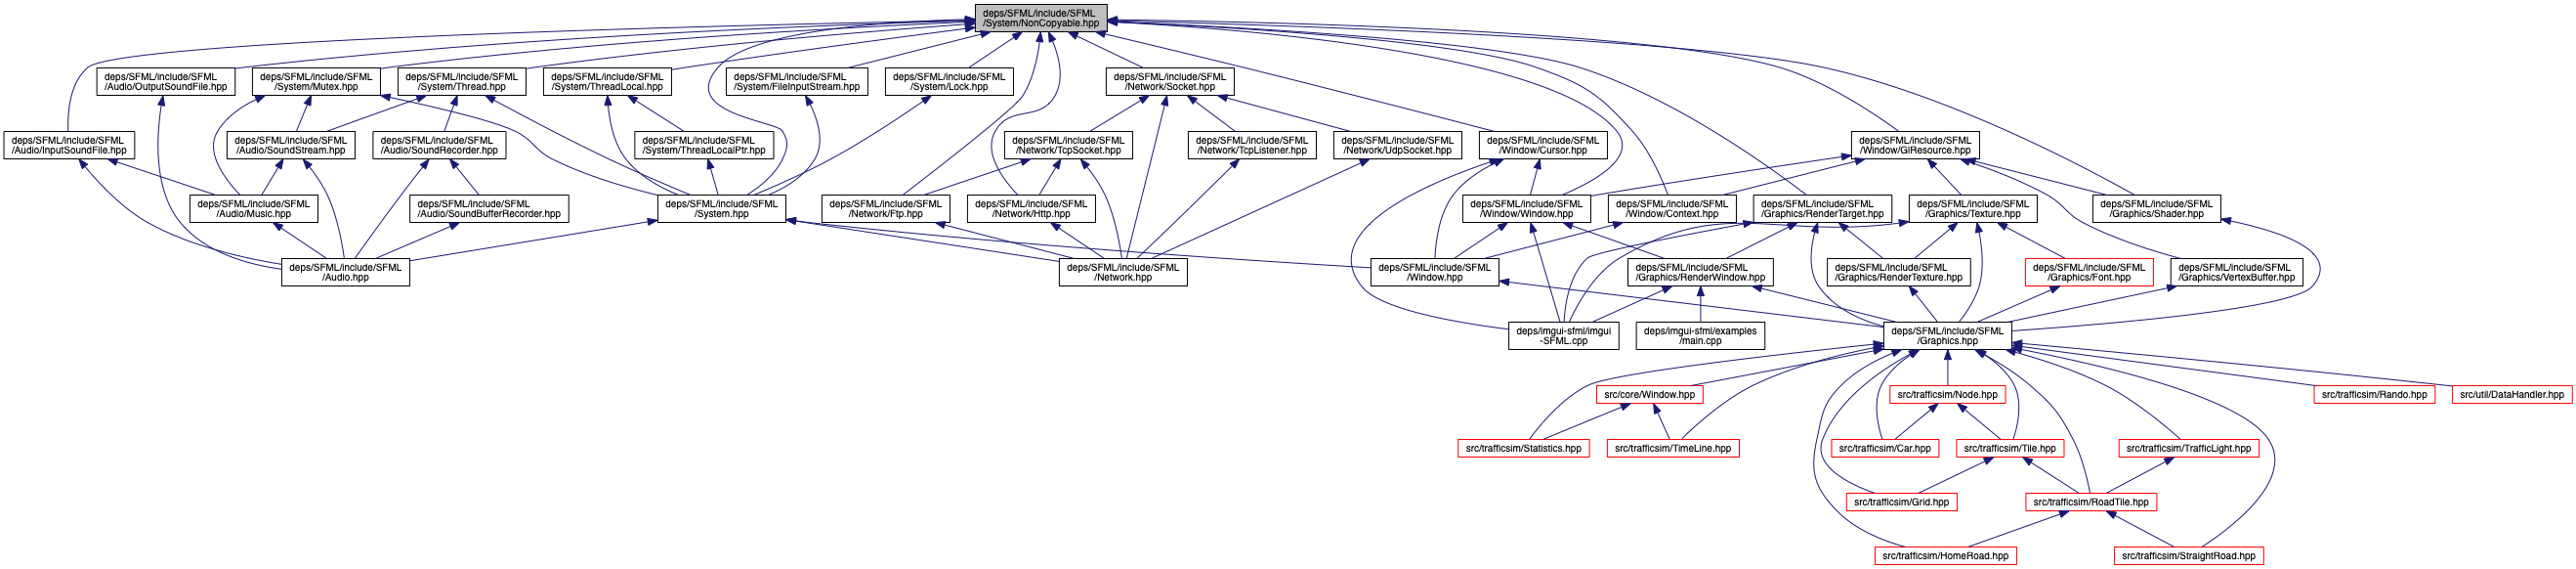 deps/SFML/include/SFML
/System/NonCopyable.hpp
deps/SFML/include/SFML
/Audio/OutputSoundFile.hpp
deps/SFML/include/SFML
/System/Mutex.hpp
deps/SFML/include/SFML
/System/Thread.hpp
deps/SFML/include/SFML
/System/ThreadLocal.hpp
deps/SFML/include/SFML
/System/FileInputStream.hpp
deps/SFML/include/SFML
/System/Lock.hpp
deps/SFML/include/SFML
/Network/Socket.hpp
deps/SFML/include/SFML
/Audio/InputSoundFile.hpp
deps/SFML/include/SFML
/Audio/SoundStream.hpp
deps/SFML/include/SFML
/Audio/SoundRecorder.hpp
deps/SFML/include/SFML
/System/ThreadLocalPtr.hpp
deps/SFML/include/SFML
/Network/TcpSocket.hpp
deps/SFML/include/SFML
/Network/TcpListener.hpp
deps/SFML/include/SFML
/Network/UdpSocket.hpp
deps/SFML/include/SFML
/Window/Cursor.hpp
deps/SFML/include/SFML
/Window/GlResource.hpp
deps/SFML/include/SFML
/Audio/Music.hpp
deps/SFML/include/SFML
/Audio/SoundBufferRecorder.hpp
deps/SFML/include/SFML
/System.hpp
deps/SFML/include/SFML
/Network/Ftp.hpp
deps/SFML/include/SFML
/Network/Http.hpp
deps/SFML/include/SFML
/Window/Window.hpp
deps/SFML/include/SFML
/Window/Context.hpp
deps/SFML/include/SFML
/Graphics/RenderTarget.hpp
deps/SFML/include/SFML
/Graphics/Texture.hpp
deps/SFML/include/SFML
/Graphics/Shader.hpp
deps/SFML/include/SFML
/Audio.hpp
deps/SFML/include/SFML
/Network.hpp
deps/SFML/include/SFML
/Window.hpp
deps/SFML/include/SFML
/Graphics/RenderWindow.hpp
deps/SFML/include/SFML
/Graphics/RenderTexture.hpp
deps/SFML/include/SFML
/Graphics/Font.hpp
deps/SFML/include/SFML
/Graphics/VertexBuffer.hpp
deps/imgui-sfml/imgui
-SFML.cpp
deps/imgui-sfml/examples
/main.cpp
deps/SFML/include/SFML
/Graphics.hpp
src/core/Window.hpp
src/trafficsim/Node.hpp
src/trafficsim/Rando.hpp
src/util/DataHandler.hpp
src/trafficsim/Statistics.hpp
src/trafficsim/TimeLine.hpp
src/trafficsim/Car.hpp
src/trafficsim/Tile.hpp
src/trafficsim/TrafficLight.hpp
src/trafficsim/Grid.hpp
src/trafficsim/RoadTile.hpp
src/trafficsim/HomeRoad.hpp
src/trafficsim/StraightRoad.hpp